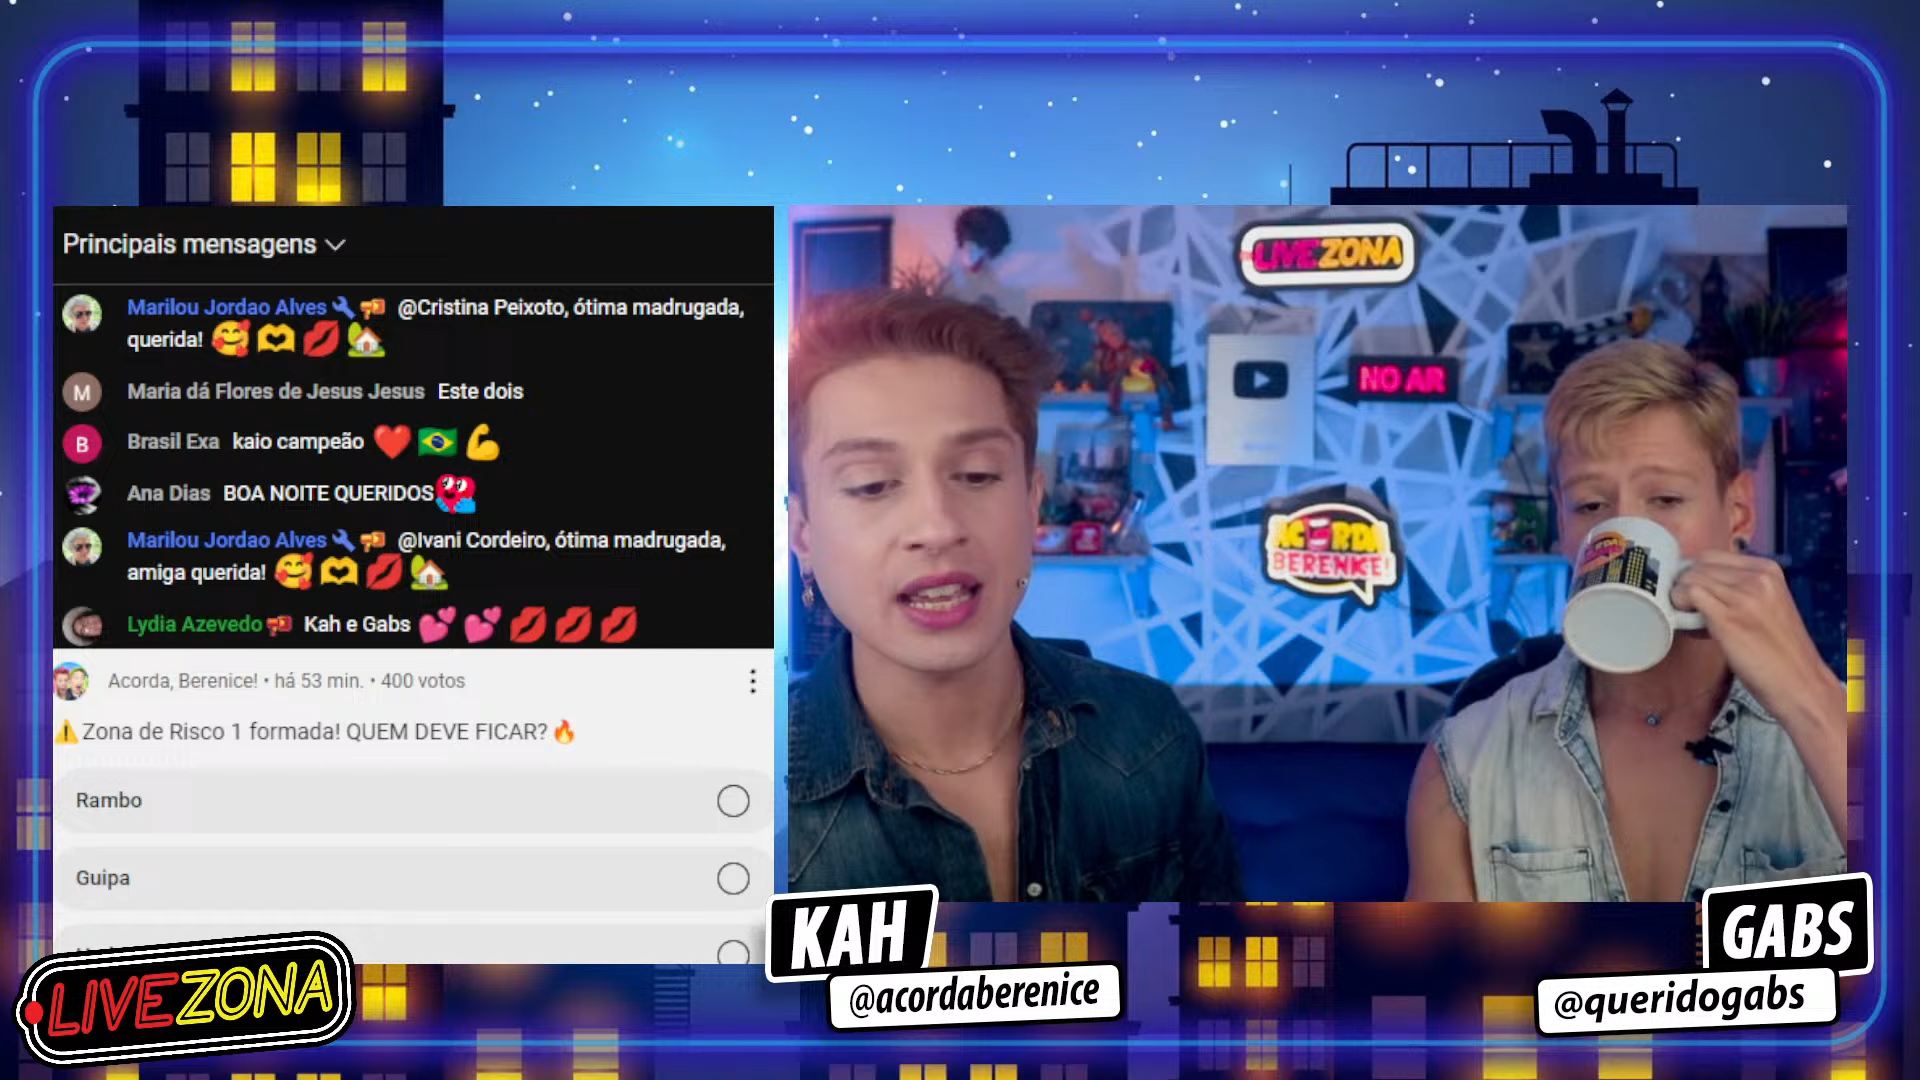 Principais mensagens
Marilou Jordao Alves @Cristina Peixoto, ótima madrugada,
querida!
M
Maria dá Flores de Jesus Jesus Este dois
B
Brasil Exa kaio campeão
Ana Dias BOA NOITE QUERIDOS
Marilou Jordao Alves @Ivani Cordeiro, ótima madrugada,
amiga querida!
Lydia Azevedo Kah e Gabs
Acorda, Berenice! • há 53 min. • 400 votos
Zona de Risco 1 formada! QUEM DEVE FICAR?
Rambo
Guipa
LIVEZONA
LIVEZONA
NO AR
ACORDA
BERENICE!
KAH
@acordaberenice
GABS
@queridogabs